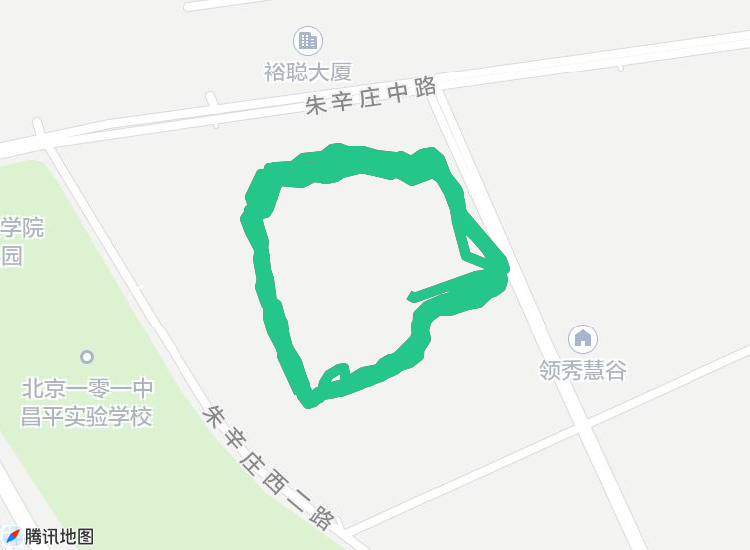 裕聪大厦
朱辛庄中路
学院
园
领秀慧谷
北京一零一中
昌平实验学校
朱辛庄西二路
腾讯地图